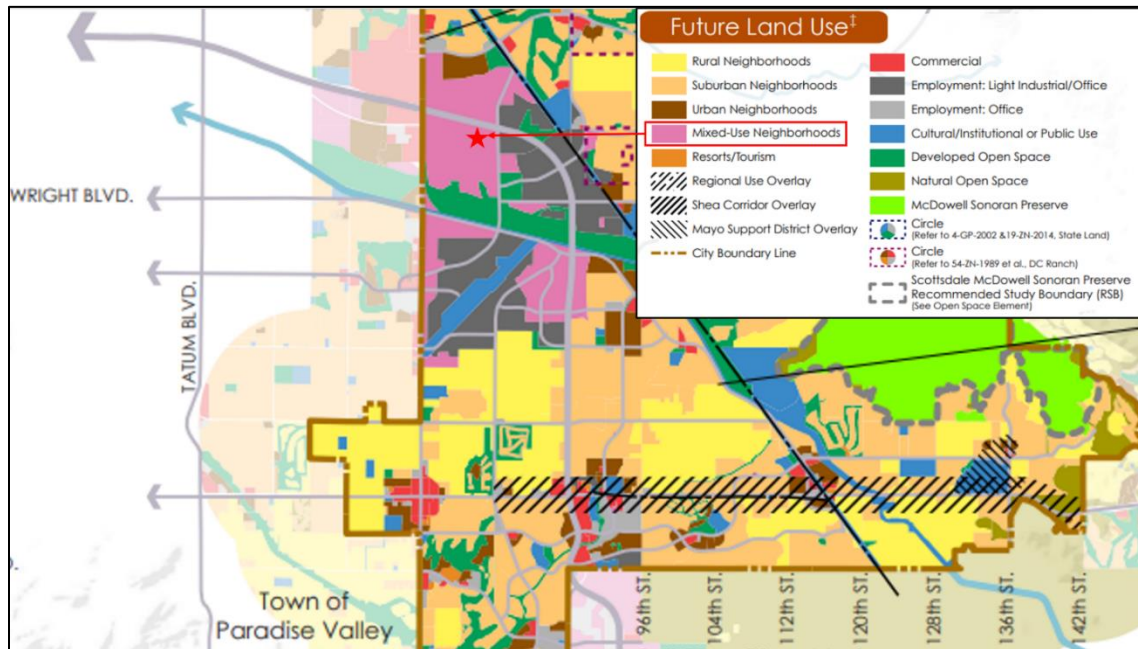 Future Land Use‡
Rural Neighborhoods
Suburban Neighborhoods
Urban Neighborhoods
Mixed-Use Neighborhoods
Resorts/Tourism
Regional Use Overlay
Shea Corridor Overlay
Mayo Support District Overlay
City Boundary Line
Commercial
Employment: Light Industrial/Office
Employment: Office
Cultural/Institutional or Public Use
Developed Open Space
Natural Open Space
McDowell Sonoran Preserve
Circle
(Refer to 4-GP-2002 &19-ZN-2014, State Land)
Circle
(Refer to 54-ZN-1989 et al., DC Ranch)
Scottsdale McDowell Sonoran Preserve
Recommended Study Boundary (RSB)
(See Open Space Element)
WRIGHT BLVD.
TATUM BLVD.
Town of
Paradise Valley
96th ST.
104th ST.
112th ST.
120th ST.
128th ST.
136th ST.
142th ST.